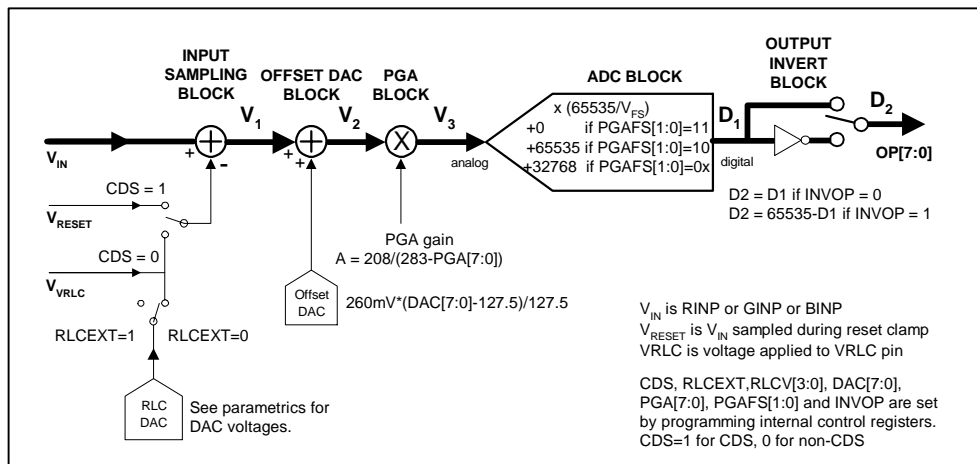 INPUT
SAMPLING
BLOCK
OFFSET DAC
BLOCK
PGA
BLOCK
ADC BLOCK
OUTPUT
INVERT
BLOCK
V1
V2
V3
x (65535/VFS)
+0 if PGAFS[1:0]=11
+65535 if PGAFS[1:0]=10
+32768 if PGAFS[1:0]=0x
D1
D2
+
-
+
+
X
analog
digital
VIN
OP[7:0]
CDS = 1
VRESET
D2 = D1 if INVOP = 0
D2 = 65535-D1 if INVOP = 1
CDS = 0
VVRLC
PGA gain
A = 208/(283-PGA[7:0])
Offset
DAC
260mV*(DAC[7:0]-127.5)/127.5
RLCEXT=1
RLCEXT=0
VIN is RINP or GINP or BINP
VRESET is VIN sampled during reset clamp
VRLC is voltage applied to VRLC pin
RLC
DAC
See parametrics for
DAC voltages.
CDS, RLCEXT,RLCV[3:0], DAC[7:0],
PGA[7:0], PGAFS[1:0] and INVOP are set
by programming internal control registers.
CDS=1 for CDS, 0 for non-CDS